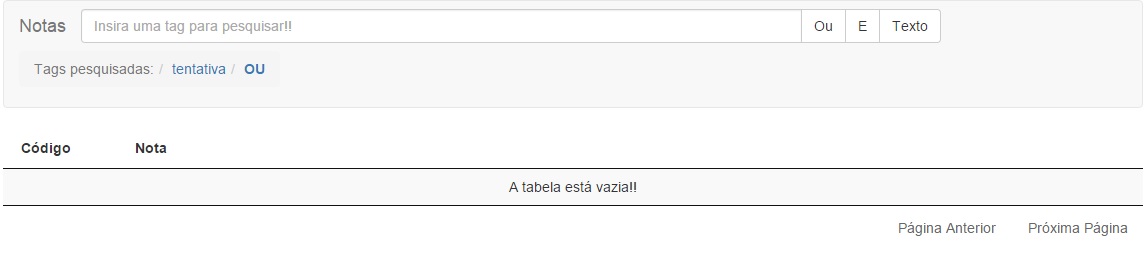 Notas Insira uma tag para pesquisar!! Ou E Texto
Tags pesquisadas: / tentativa / OU
Código Nota
A tabela está vazia!!
Página Anterior Próxima Página